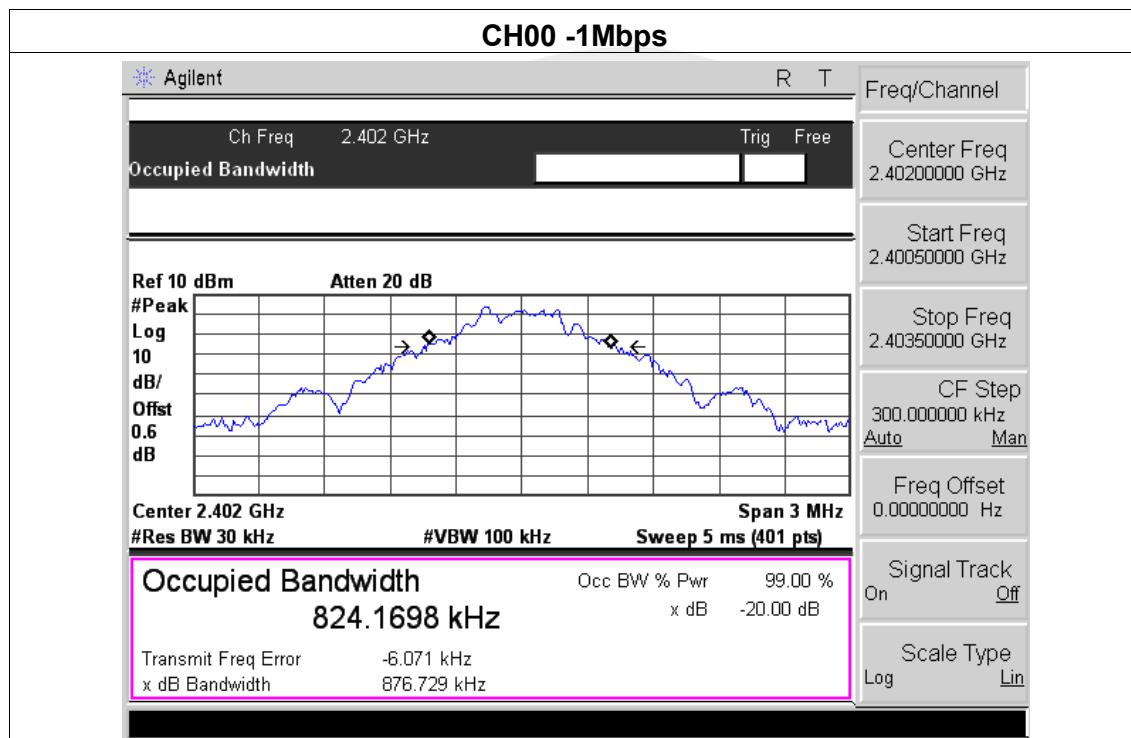 CH00 -1Mbps
Agilent R T
Ch Freq 2.402 GHz Trig Free
Occupied Bandwidth
Ref 10 dBm Atten 20 dB
#Peak
Log
10
dB/
Offst
0.6
dB
Center 2.402 GHz Span 3 MHz
#Res BW 30 kHz #VBW 100 kHz Sweep 5 ms (401 pts)
Occupied Bandwidth Occ BW % Pwr 99.00 %
824.1698 kHz x dB -20.00 dB
Transmit Freq Error -6.071 kHz
x dB Bandwidth 876.729 kHz
Freq/Channel
Center Freq
2.40200000 GHz
Start Freq
2.40050000 GHz
Stop Freq
2.40350000 GHz
CF Step
300.000000 kHz
Auto Man
Freq Offset
0.00000000 Hz
Signal Track
On Off
Scale Type
Log Lin